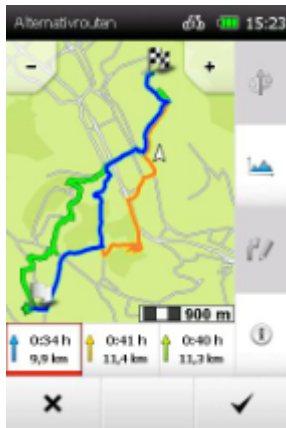 Alternativrouten 15:23
- +
900 m
0:34 h 0:41 h 0:40 h
9,9 km 11,4 km 11,3 km